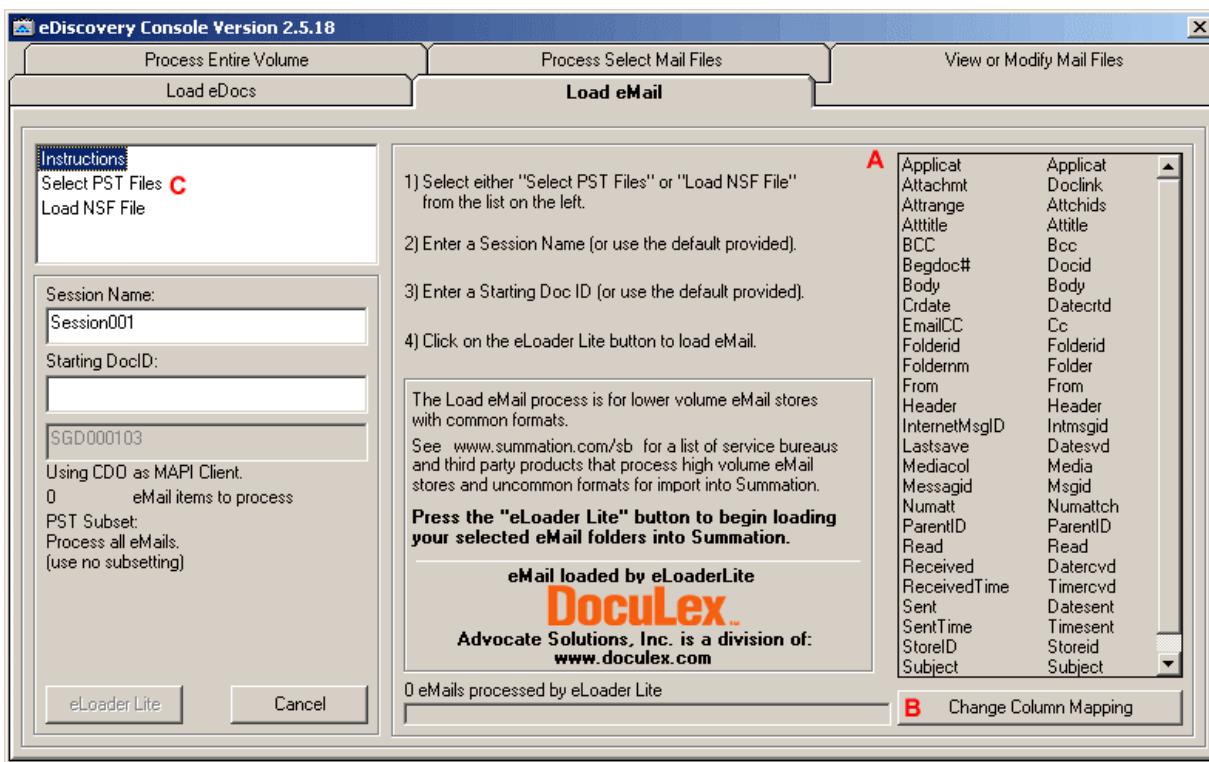 eDiscovery Console Version 2.5.18
Process Entire Volume
Process Select Mail Files
View or Modify Mail Files
Load eDocs
Load eMail
Instructions
Select PST Files C
Load NSF File
Session Name:
Session001
Starting DocID:
SGD000103
Using CDO as MAPI Client.
0 eMail items to process
PST Subset:
Process all eMails.
(use no subsetting)
eLoader Lite
Cancel
1) Select either "Select PST Files" or "Load NSF File"
from the list on the left.
2) Enter a Session Name (or use the default provided).
3) Enter a Starting Doc ID (or use the default provided).
4) Click on the eLoader Lite button to load eMail.
The Load eMail process is for lower volume eMail stores
with common formats.
See www.summation.com/sb for a list of service bureaus
and third party products that process high volume eMail
stores and uncommon formats for import into Summation.
Press the "eLoader Lite" button to begin loading
your selected eMail folders into Summation.
eMail loaded by eLoaderLite
DocuLex™
Advocate Solutions, Inc. is a division of:
www.doculex.com
0 eMails processed by eLoader Lite
A
Applicat Applicat
Attachmt Doclink
Attrange Attchids
Atttitle Attitle
BCC Bcc
Begdoc# Docid
Body Body
Crdate Datecrtd
EmailCC Cc
Folderid Folderid
Foldernm Folder
From From
Header Header
InternetMsgID Intmsgid
Lastsave Datesvd
Mediacol Media
Messagid Msgid
Numatt Numattch
ParentID ParentID
Read Read
Received Datercvd
ReceivedTime Timercvd
Sent Datesent
SentTime Timesent
StoreID Storeid
Subject Subject
B Change Column Mapping